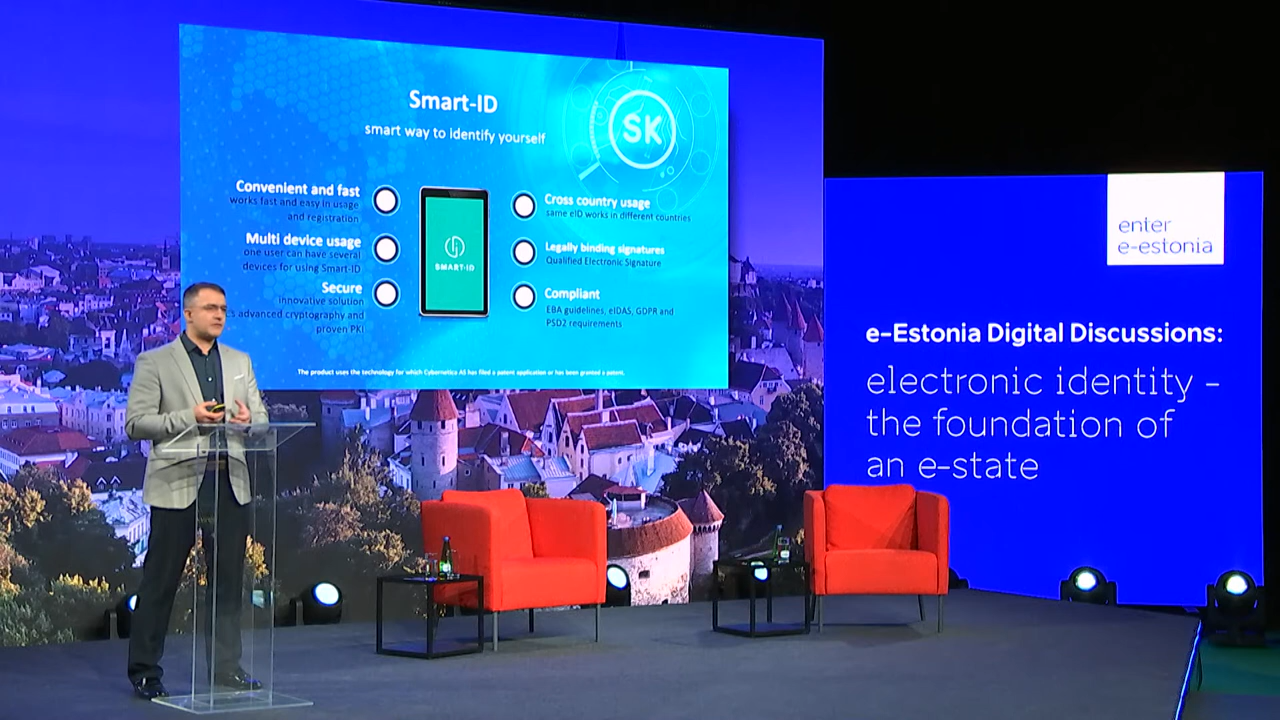 Smart-ID
smart way to identify yourself
SK
Convenient and fast
works fast and easy in usage
and registration
Multi device usage
one user can have several
devices for using Smart-ID
Secure
innovative solution
advanced cryptography and
proven PKI
SMART-ID
Cross country usage
same eID works in different countries
Legally binding signatures
Qualified Electronic Signature
Compliant
EBA guidelines, eIDAS, GDPR and
PSD2 requirements
The product uses the technology for which Cybernetica AS has filed a patent application or has been granted a patent.
enter
e-estonia
e-Estonia Digital Discussions:
electronic identity –
the foundation of
an e-state